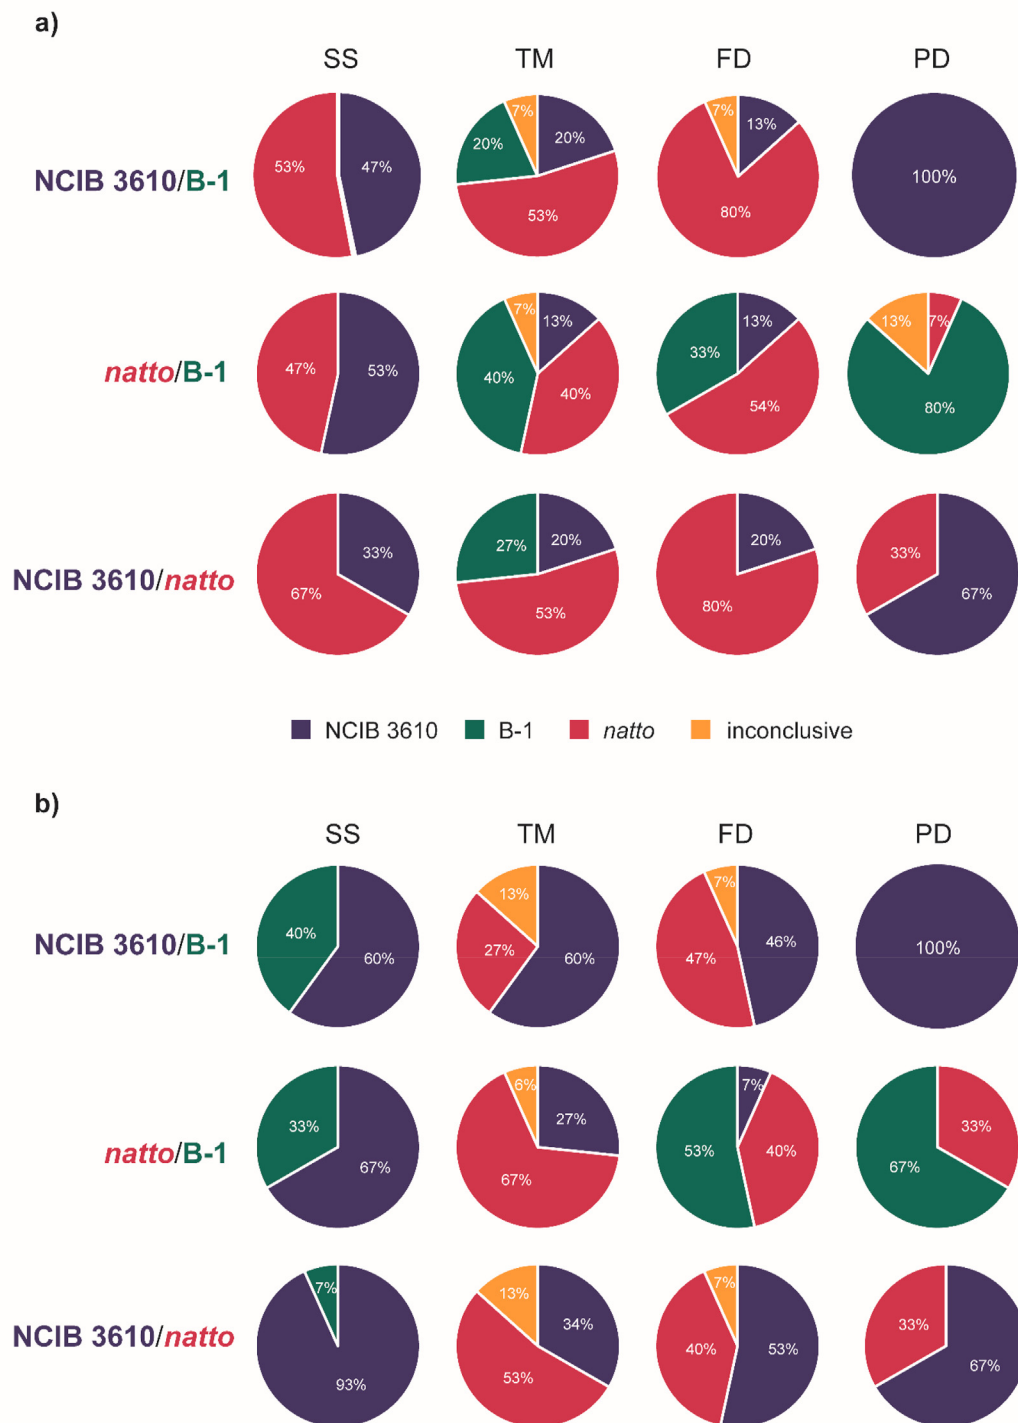 a)
SS TM FD PD
NCIB 3610/B-1
53% 47%
7% 20% 20% 53%
7% 13% 80%
100%
natto/B-1
47% 53%
7% 13% 40% 40%
13% 33% 54%
13% 7% 80%
NCIB 3610/natto
33% 67%
27% 20% 53%
20% 80%
33% 67%
NCIB 3610 B-1 natto inconclusive
b)
SS TM FD PD
NCIB 3610/B-1
40% 60%
13% 27% 60%
7% 46% 47%
100%
natto/B-1
33% 67%
6% 27% 67%
7% 53% 40%
33% 67%
NCIB 3610/natto
7% 93%
13% 34% 53%
7% 40% 53%
33% 67%